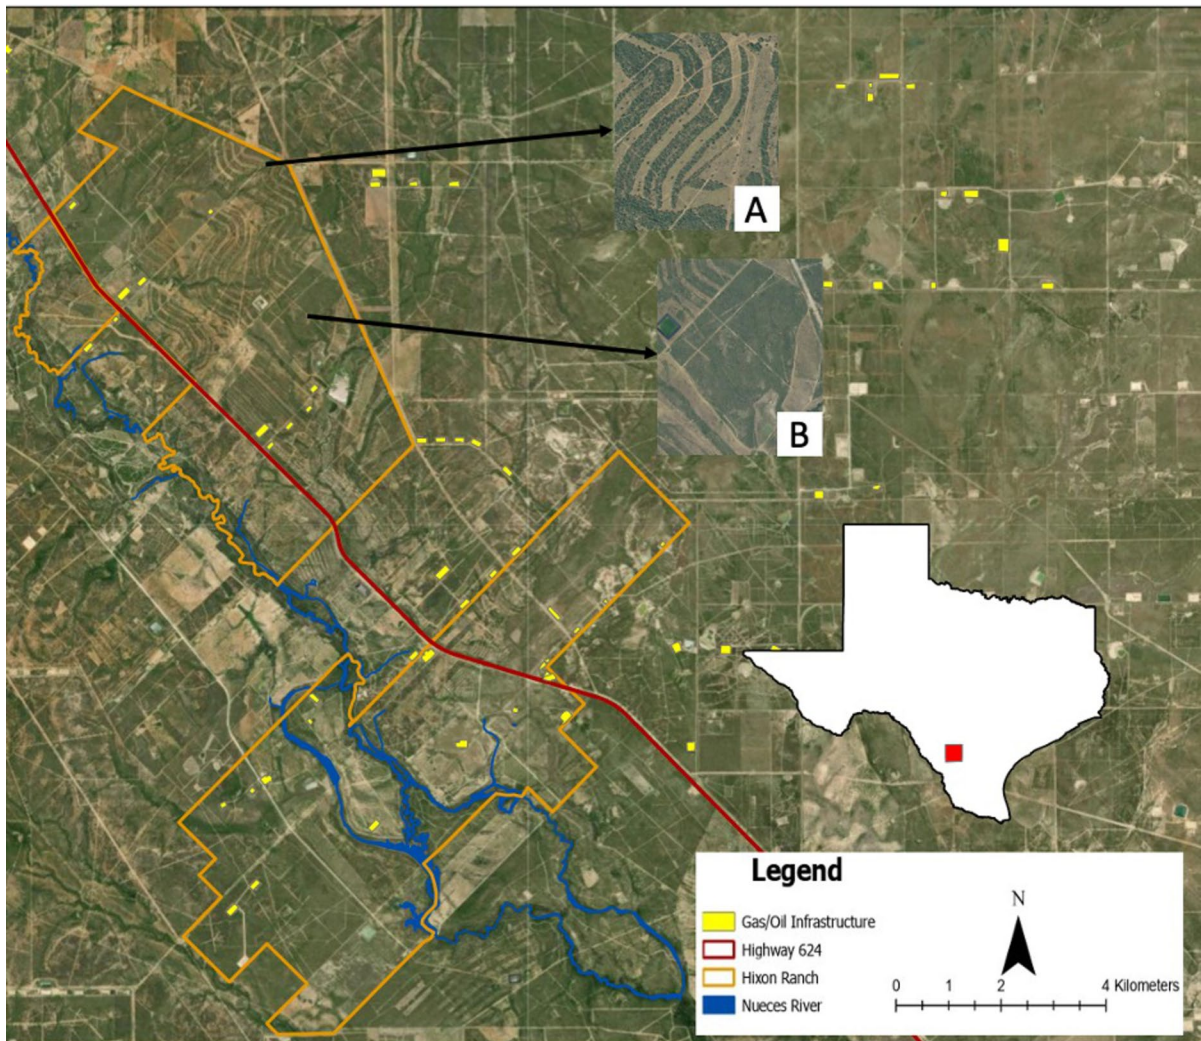 A
B
Legend
Gas/Oil Infrastructure
Highway 624
Hixon Ranch
Nueces River
N
0 1 2 4 Kilometers